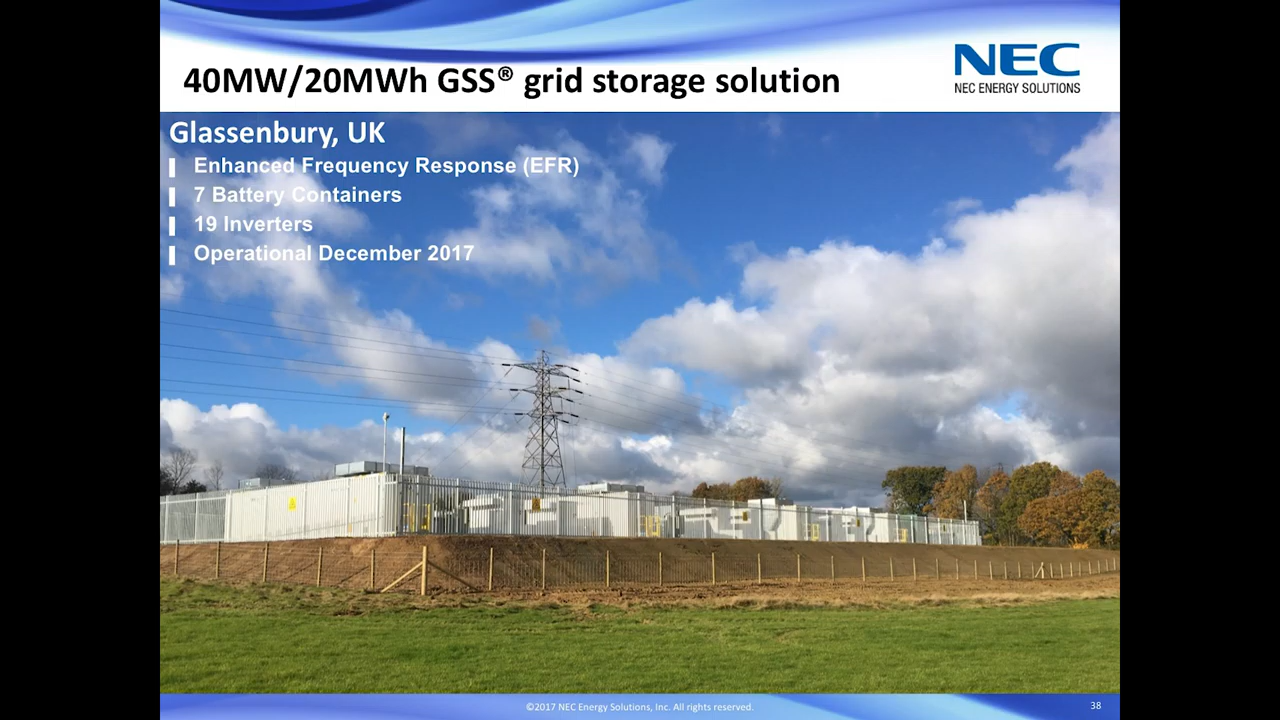 40MW/20MWh GSS® grid storage solution
NEC
NEC ENERGY SOLUTIONS
Glassenbury, UK
Enhanced Frequency Response (EFR)
7 Battery Containers
19 Inverters
Operational December 2017
©2017 NEC Energy Solutions, Inc. All rights reserved.
38